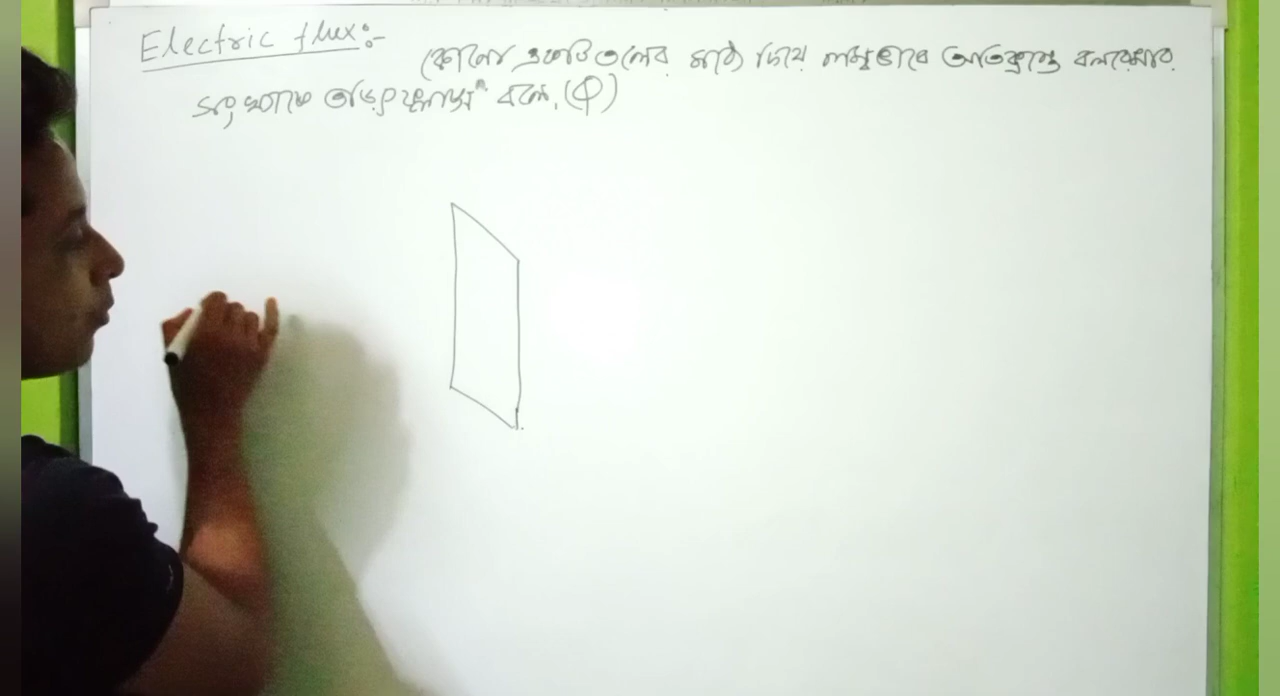 Electric flux:- কোনো একটি তলের মধ্যে দিয়ে লম্বভাবে অতিক্রান্ত বলরেখার
সংখ্যাকে তড়িৎ ফ্লাক্স বলে, (Φ)